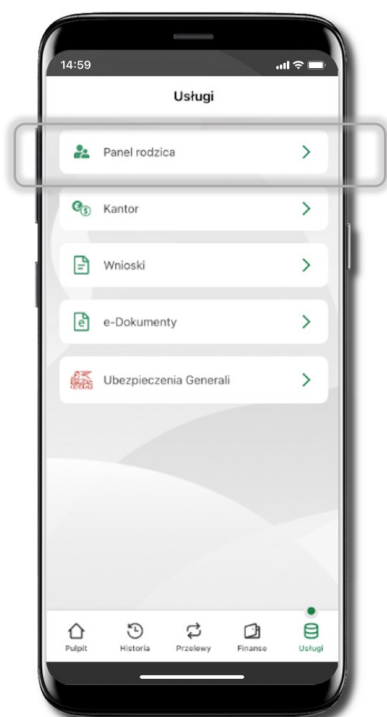 14:59
Usługi
Panel rodzica
Kantor
Wnioski
e-Dokumenty
Ubezpieczenia Generali
Pulpit Historia Przelewy Finanse Usługi